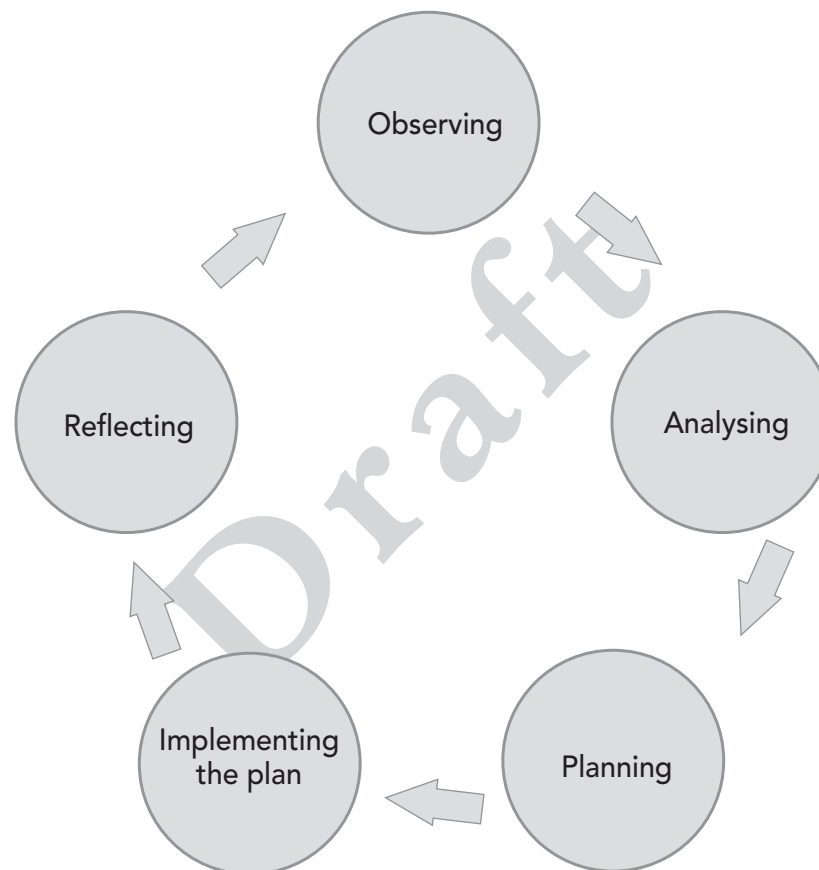 Observing
Analysing
Planning
Implementing
the plan
Reflecting
Draft